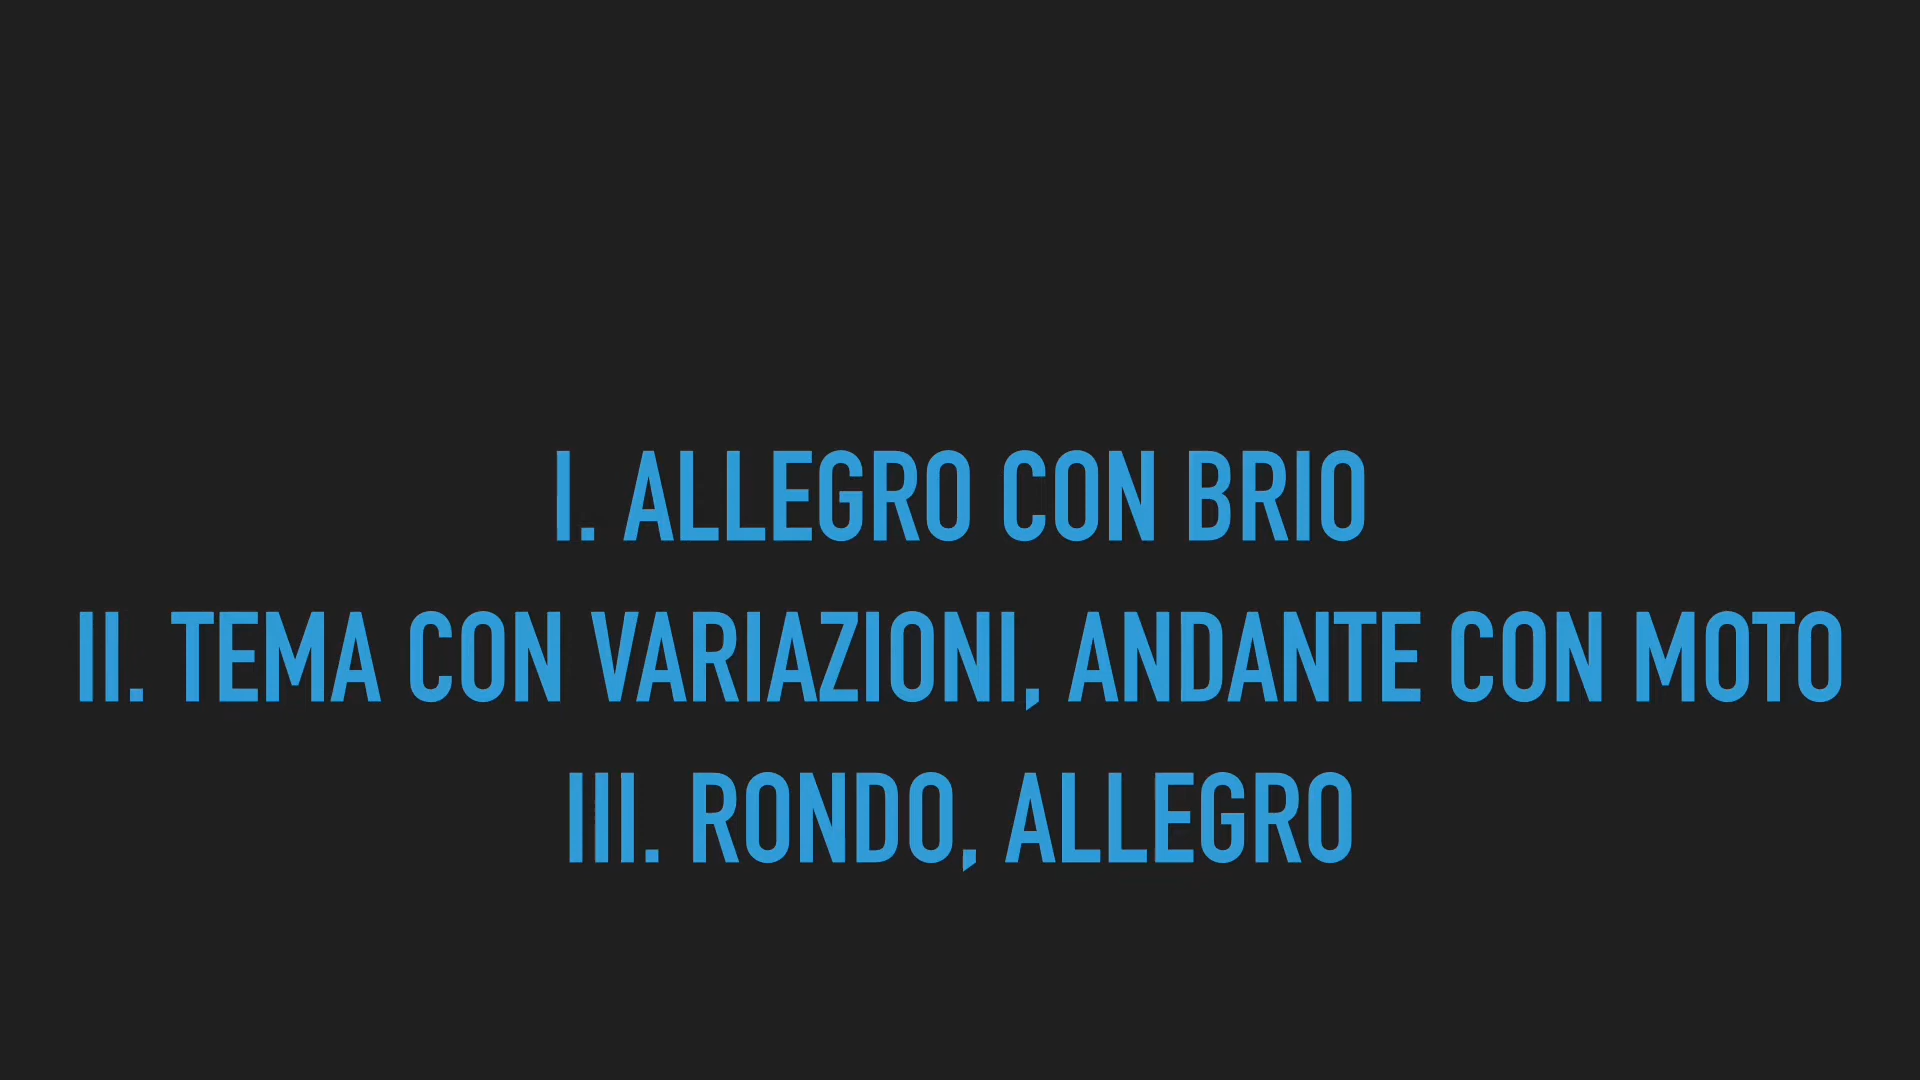 I. ALLEGRO CON BRIO
II. TEMA CON VARIAZIONI, ANDANTE CON MOTO
III. RONDO, ALLEGRO